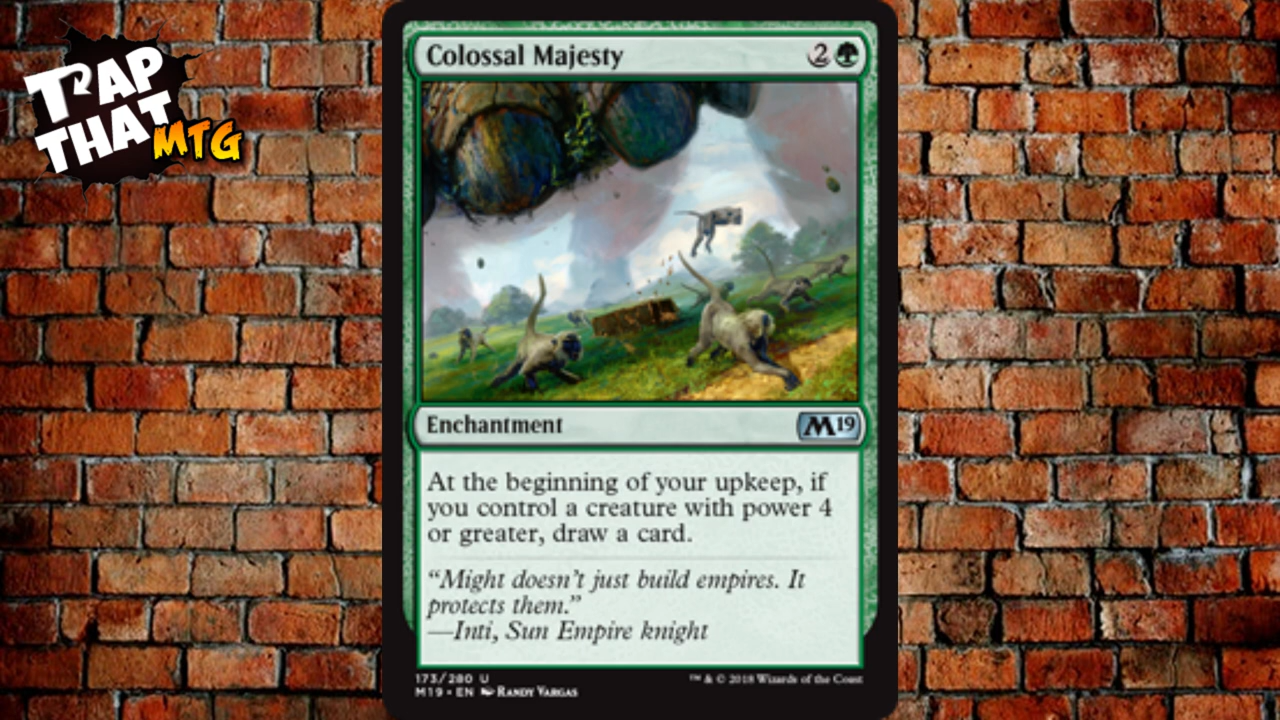 TRAP
THAT
MTG
Colossal Majesty 2
Enchantment M19
At the beginning of your upkeep, if
you control a creature with power 4
or greater, draw a card.
“Might doesn’t just build empires. It
protects them.”
—Inti, Sun Empire knight
173/280 U
M19 • EN Randy Vargas
™ & © 2018 Wizards of the Coast